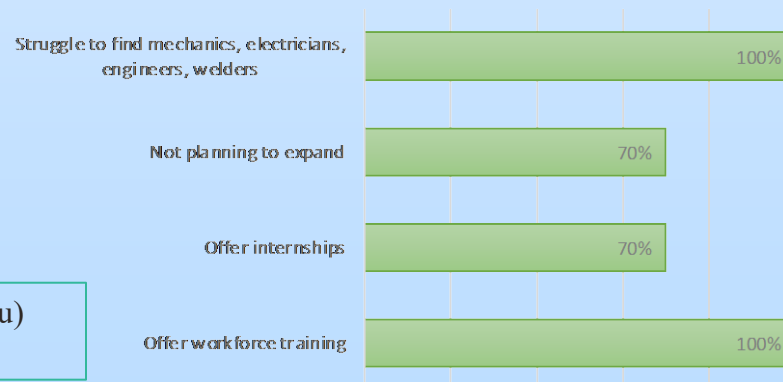 Struggle to find mechanics, electricians,
engineers, welders
100%
Not planning to expand
70%
Offer internships
70%
u)
Offer workforce training
100%